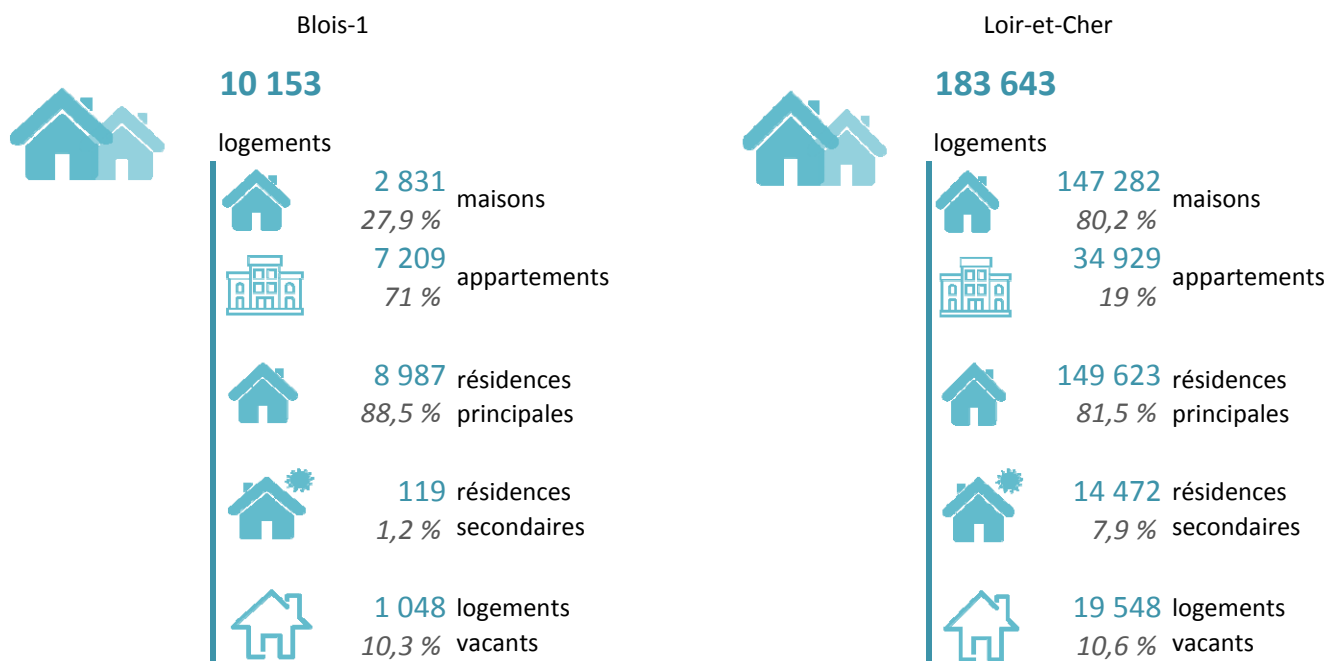 Blois-1
10 153
logements
2 831
27,9 %
maisons
7 209
71 %
appartements
8 987
88,5 %
résidences
principales
119
1,2 %
résidences
secondaires
1 048
10,3 %
logements
vacants
Loir-et-Cher
183 643
logements
147 282
80,2 %
maisons
34 929
19 %
appartements
149 623
81,5 %
résidences
principales
14 472
7,9 %
résidences
secondaires
19 548
10,6 %
logements
vacants